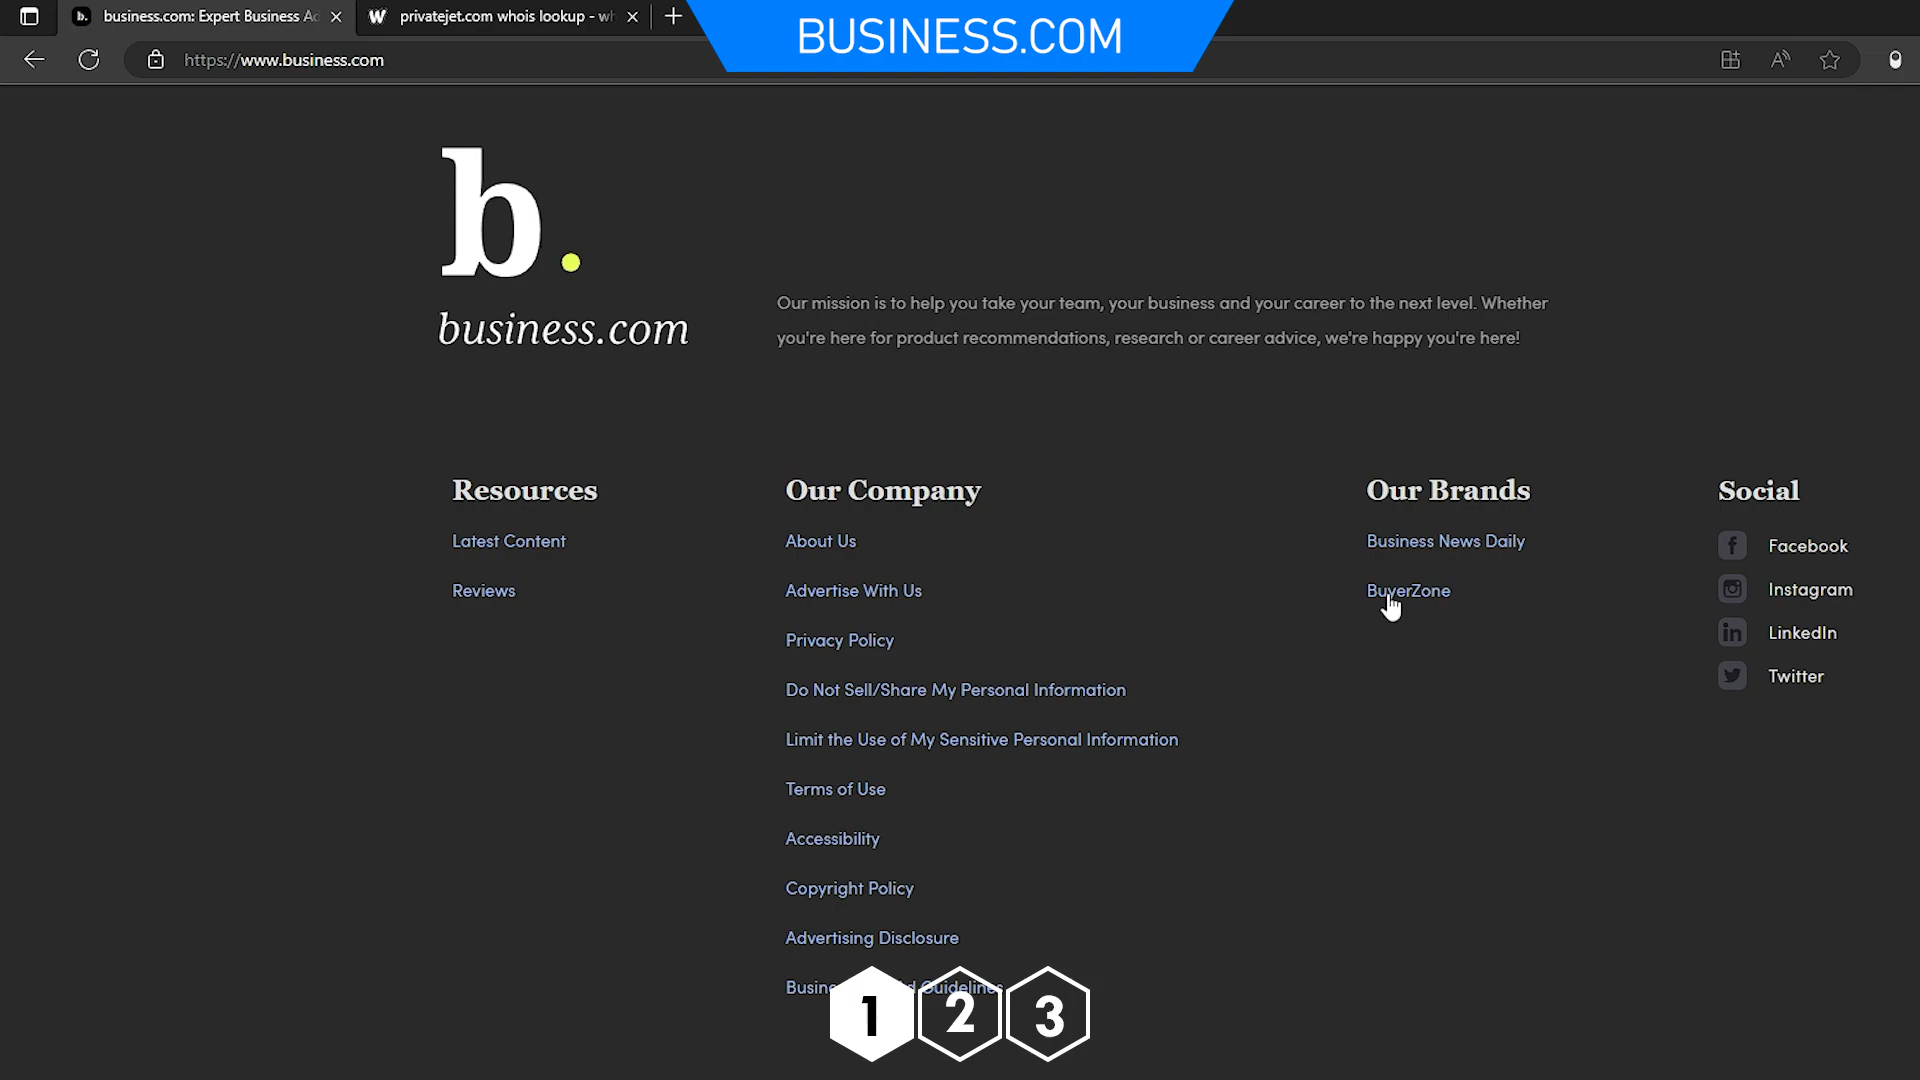 business.com: Expert Business Ad
privatejet.com whois lookup - wh
BUSINESS.COM
https://www.business.com
b.
business.com
Our mission is to help you take your team, your business and your career to the next level. Whether
you're here for product recommendations, research or career advice, we're happy you're here!
Resources
Latest Content
Reviews
Our Company
About Us
Advertise With Us
Privacy Policy
Do Not Sell/Share My Personal Information
Limit the Use of My Sensitive Personal Information
Terms of Use
Accessibility
Copyright Policy
Advertising Disclosure
Guidelines
Our Brands
Business News Daily
BuyerZone
Social
Facebook
Instagram
LinkedIn
Twitter
1 2 3